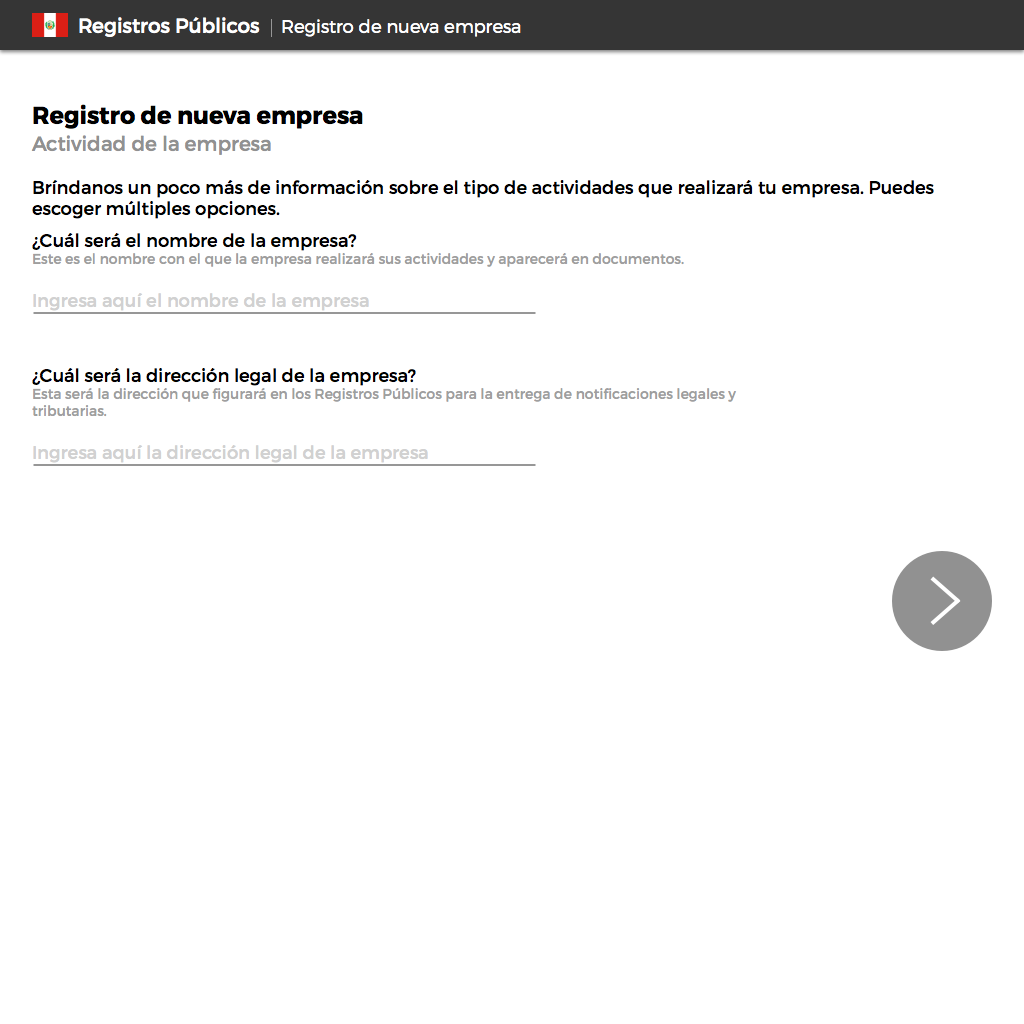 Registros Públicos | Registro de nueva empresa
Registro de nueva empresa
Actividad de la empresa
Bríndanos un poco más de información sobre el tipo de actividades que realizará tu empresa. Puedes
escoger múltiples opciones.
¿Cuál será el nombre de la empresa?
Este es el nombre con el que la empresa realizará sus actividades y aparecerá en documentos.
Ingresa aquí el nombre de la empresa
¿Cuál será la dirección legal de la empresa?
Esta será la dirección que figurará en los Registros Públicos para la entrega de notificaciones legales y
tributarias.
Ingresa aquí la dirección legal de la empresa